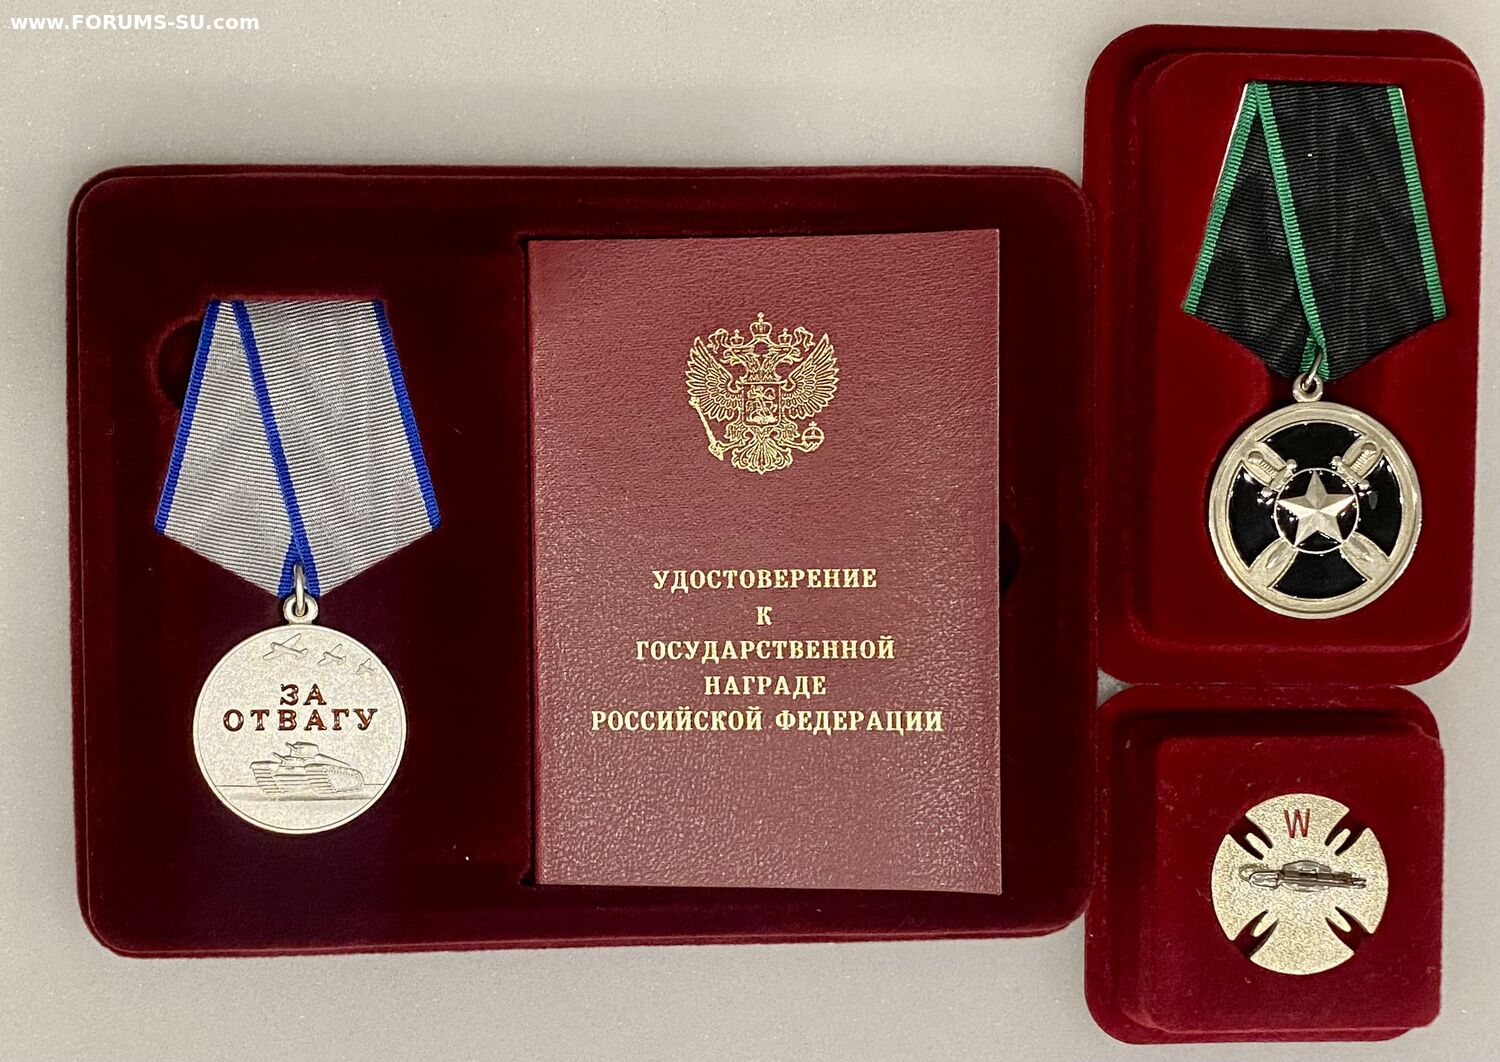 www.FORUMS-SU.com
ЗА
ОТВАГУ
УДОСТОВЕРЕНИЕ
К
ГОСУДАРСТВЕННОЙ
НАГРАДЕ
РОССИЙСКОЙ ФЕДЕРАЦИИ
W